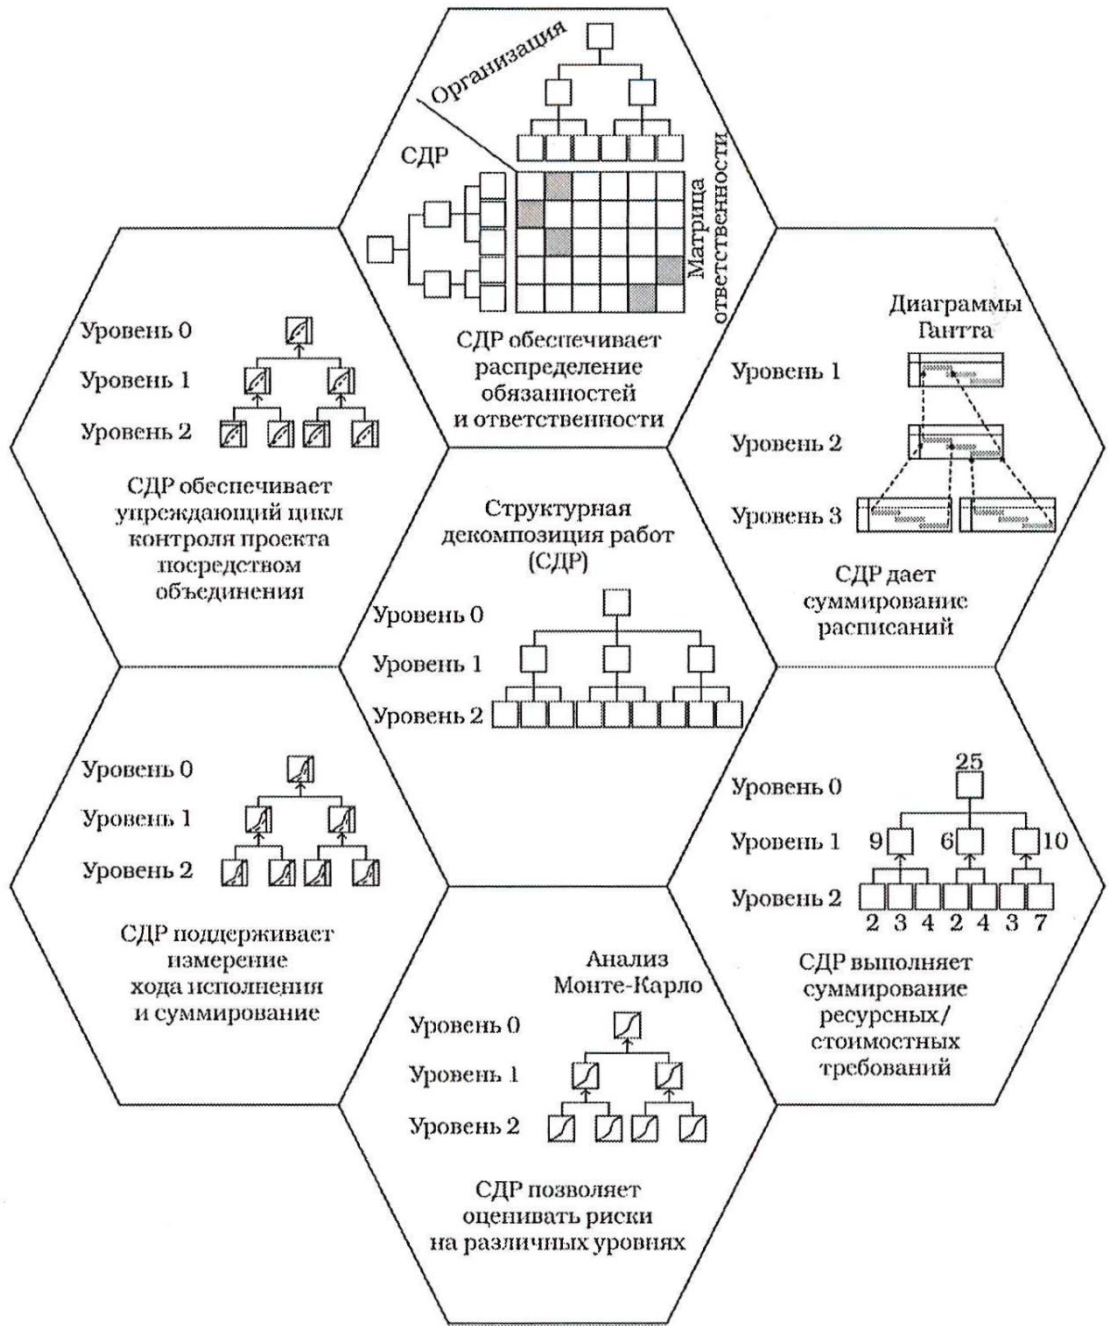 Организация
СДР
Матрица
ответственности
СДР обеспечивает
распределение
обязанностей
и ответственности
Уровень 0
Уровень 1
Уровень 2
СДР обеспечивает
упреждающий цикл
контроля проекта
посредством
объединения
Диаграммы
Гантта
Уровень 1
Уровень 2
Уровень 3
СДР дает
суммирование
расписаний
Структурная
декомпозиция работ
(СДР)
Уровень 0
Уровень 1
Уровень 2
Уровень 0
Уровень 1
Уровень 2
СДР поддерживает
измерение
хода исполнения
и суммирование
25
Уровень 0
Уровень 1 9 6 10
Уровень 2
2 3 4 2 4 3 7
СДР выполняет
суммирование
ресурсных/
стоимостных
требований
Анализ
Монте-Карло
Уровень 0
Уровень 1
Уровень 2
СДР позволяет
оценивать риски
на различных уровнях